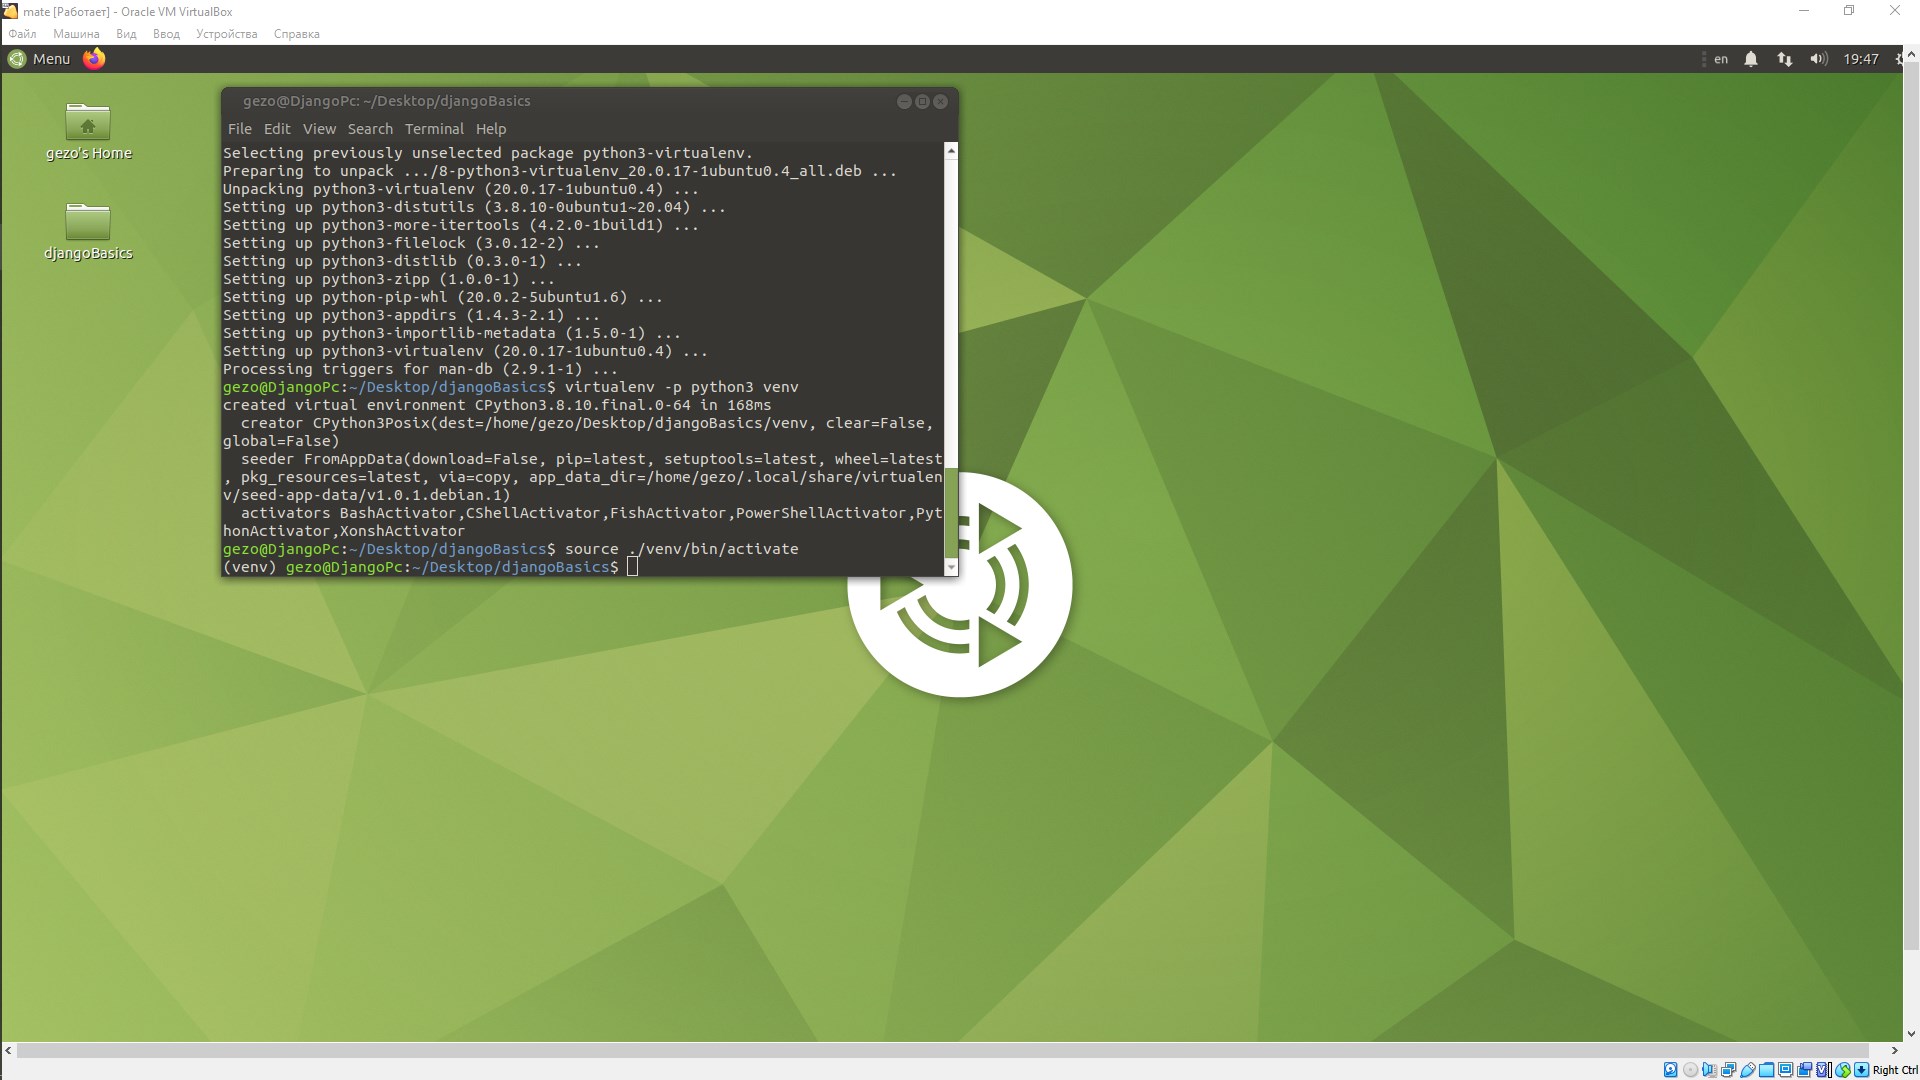 mate [Работает] - Oracle VM VirtualBox
Файл Машина Вид Ввод Устройства Справка
Menu en 19:47
gezo's Home
djangoBasics
gezo@DjangoPc: ~/Desktop/djangoBasics
File Edit View Search Terminal Help
Selecting previously unselected package python3-virtualenv.
Preparing to unpack .../8-python3-virtualenv_20.0.17-1ubuntu0.4_all.deb ...
Unpacking python3-virtualenv (20.0.17-1ubuntu0.4) ...
Setting up python3-distutils (3.8.10-0ubuntu1~20.04) ...
Setting up python3-more-itertools (4.2.0-1build1) ...
Setting up python3-filelock (3.0.12-2) ...
Setting up python3-distlib (0.3.0-1) ...
Setting up python3-zipp (1.0.0-1) ...
Setting up python-pip-whl (20.0.2-5ubuntu1.6) ...
Setting up python3-appdirs (1.4.3-2.1) ...
Setting up python3-importlib-metadata (1.5.0-1) ...
Setting up python3-virtualenv (20.0.17-1ubuntu0.4) ...
Processing triggers for man-db (2.9.1-1) ...
gezo@DjangoPc:~/Desktop/djangoBasics$ virtualenv -p python3 venv
created virtual environment CPython3.8.10.final.0-64 in 168ms
  creator CPython3Posix(dest=/home/gezo/Desktop/djangoBasics/venv, clear=False,
global=False)
  seeder FromAppData(download=False, pip=latest, setuptools=latest, wheel=latest
, pkg_resources=latest, via=copy, app_data_dir=/home/gezo/.local/share/virtualen
v/seed-app-data/v1.0.1.debian.1)
  activators BashActivator,CShellActivator,FishActivator,PowerShellActivator,Pyt
honActivator,XonshActivator
gezo@DjangoPc:~/Desktop/djangoBasics$ source ./venv/bin/activate
(venv) gezo@DjangoPc:~/Desktop/djangoBasics$
Right Ctrl